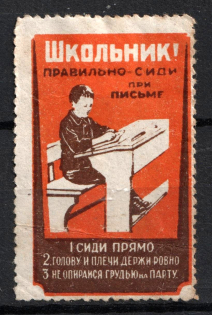 Школьник!
ПРАВИЛЬНО-СИДИ
ПРИ
ПИСЬМЕ
1 СИДИ ПРЯМО
2. ГОЛОВУ И ПЛЕЧИ ДЕРЖИ РОВНО
3 НЕ ОПИРАЙСЯ ГРУДЬЮ НА ПАРТУ.